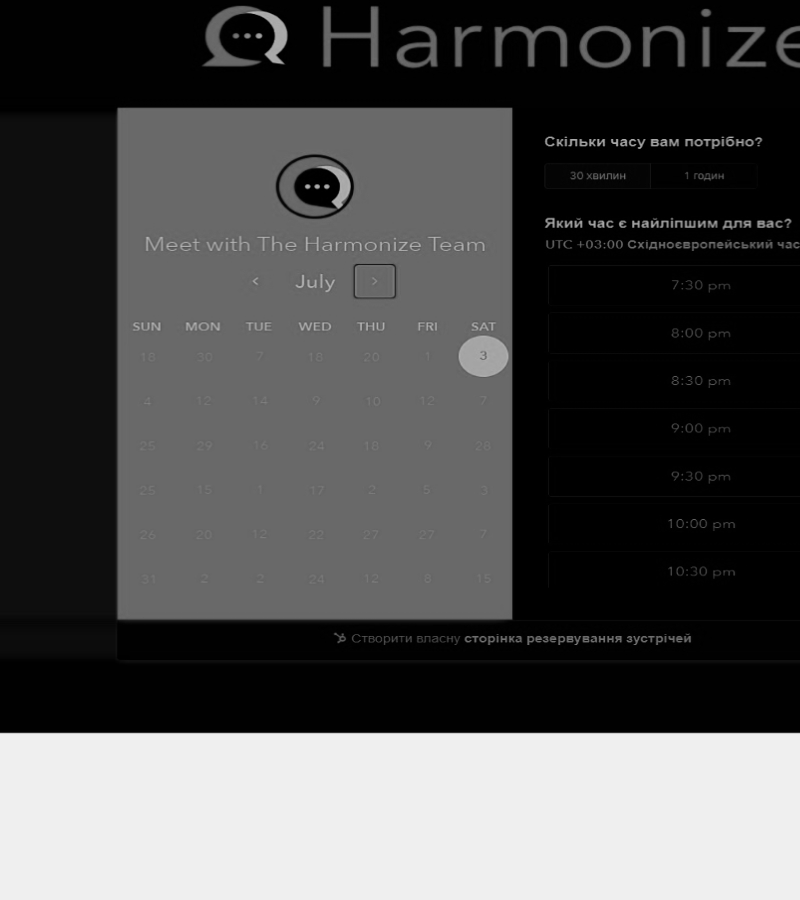 Harmonize
Meet with The Harmonize Team
July
SUN MON TUE WED THU FRI SAT
18 30 7 18 20 1 3
4 12 14 9 10 12 7
25 29 16 24 18 9 28
25 15 1 17 2 5 3
26 20 12 22 27 27 7
31 2 2 24 12 8 15
Скільки часу вам потрібно?
30 хвилин 1 годин
Який час є найліпшим для вас?
UTC +03:00 Східноєвропейський час
7:30 pm
8:00 pm
8:30 pm
9:00 pm
9:30 pm
10:00 pm
10:30 pm
Створити власну сторінка резервування зустрічей